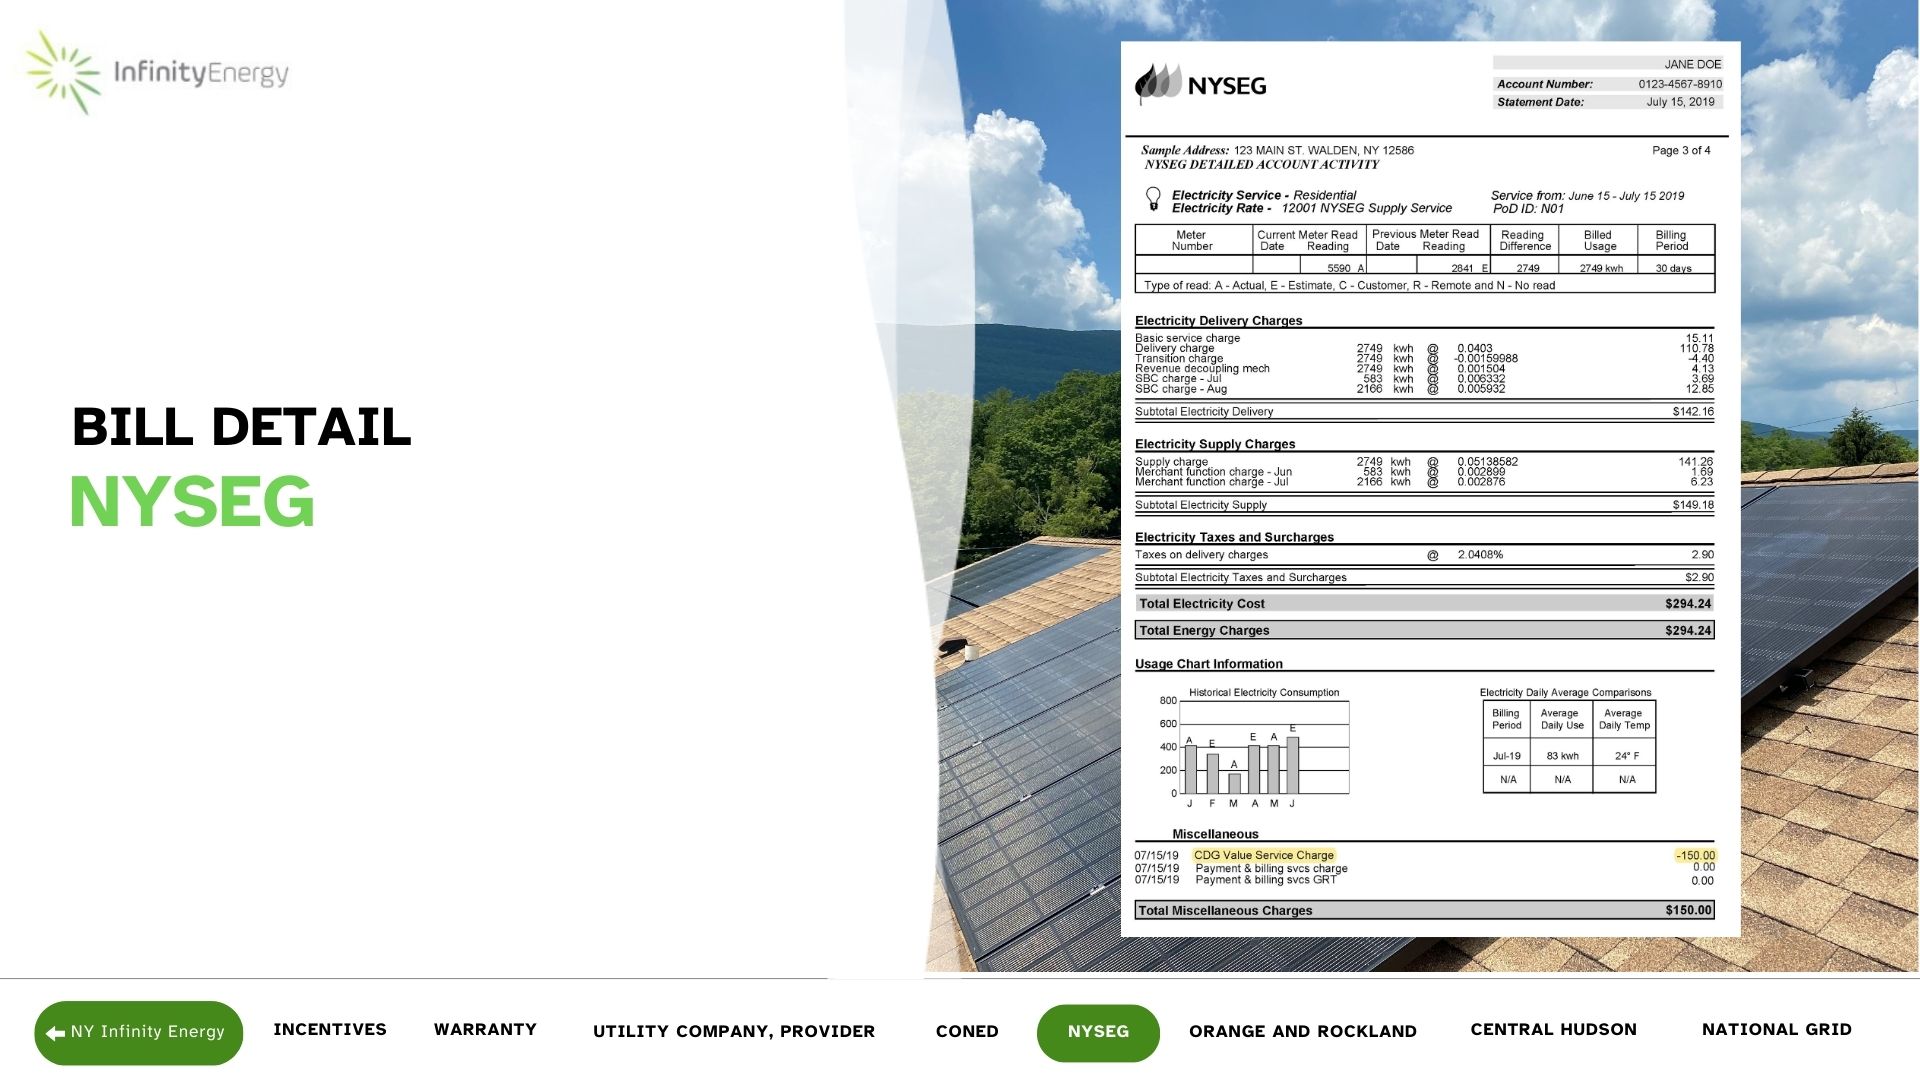 InfinityEnergy
BILL DETAIL
NYSEG
NYSEG
JANE DOE
Account Number: 0123-4567-8910
Statement Date: July 15, 2019
Sample Address: 123 MAIN ST. WALDEN, NY 12586 Page 3 of 4
NYSEG DETAILED ACCOUNT ACTIVITY
Electricity Service - Residential Service from: June 15 - July 15 2019
Electricity Rate - 12001 NYSEG Supply Service PoD ID: N01
Meter Current Meter Read Previous Meter Read Reading Billed Billing
Number Date Reading Date Reading Difference Usage Period
5590 A 2841 E 2749 2749 kwh 30 days
Type of read: A - Actual, E - Estimate, C - Customer, R - Remote and N - No read
Electricity Delivery Charges
Basic service charge 15.11
Delivery charge 2749 kwh @ 0.0403 110.78
Transition charge 2749 kwh @ -0.00159988 -4.40
Revenue decoupling mech 2749 kwh @ 0.001504 4.13
SBC charge - Jul 583 kwh @ 0.006332 3.69
SBC charge - Aug 2166 kwh @ 0.005932 12.85
Subtotal Electricity Delivery $142.16
Electricity Supply Charges
Supply charge 2749 kwh @ 0.05138582 141.26
Merchant function charge - Jun 583 kwh @ 0.002899 1.69
Merchant function charge - Jul 2166 kwh @ 0.002876 6.23
Subtotal Electricity Supply $149.18
Electricity Taxes and Surcharges
Taxes on delivery charges @ 2.0408% 2.90
Subtotal Electricity Taxes and Surcharges $2.90
Total Electricity Cost $294.24
Total Energy Charges $294.24
Usage Chart Information
Historical Electricity Consumption
800
600
400
200
0
A E A E A E
J F M A M J
Electricity Daily Average Comparisons
Billing Average Average
Period Daily Use Daily Temp
Jul-19 83 kwh 24° F
N/A N/A N/A
Miscellaneous
07/15/19 CDG Value Service Charge -150.00
07/15/19 Payment & billing svcs charge 0.00
07/15/19 Payment & billing svcs GRT 0.00
Total Miscellaneous Charges $150.00
NY Infinity Energy INCENTIVES WARRANTY UTILITY COMPANY, PROVIDER CONED NYSEG ORANGE AND ROCKLAND CENTRAL HUDSON NATIONAL GRID